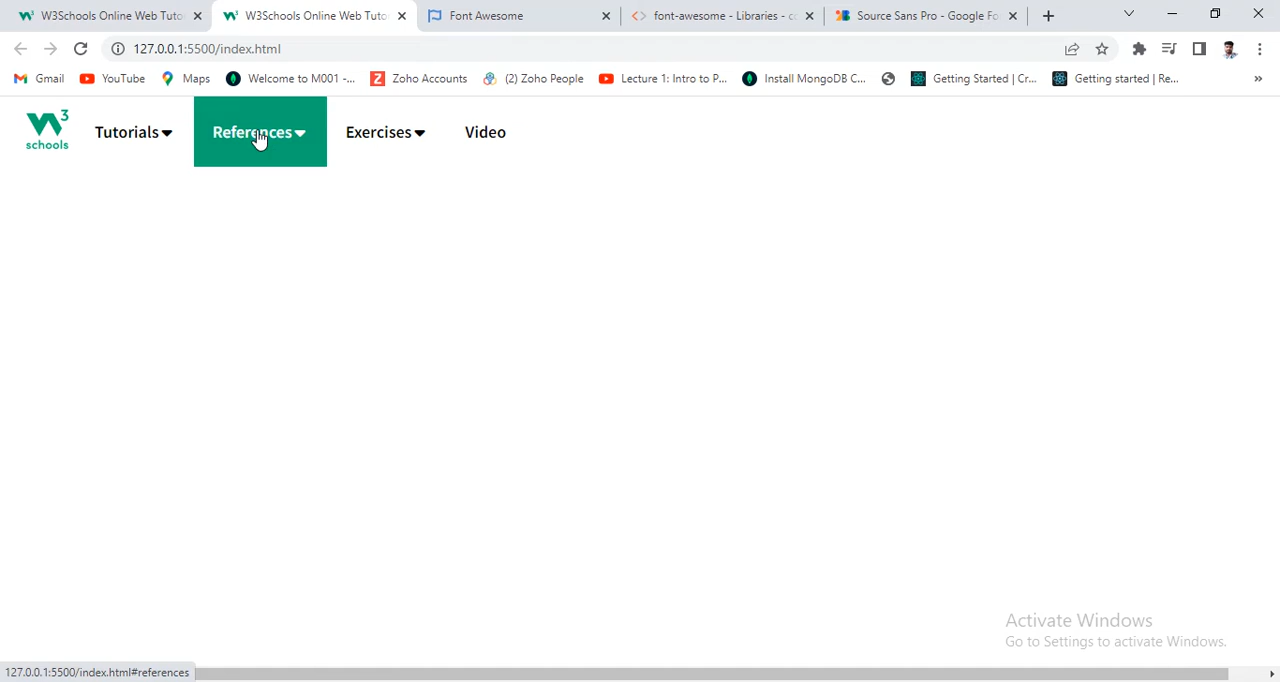 W3Schools Online Web Tuto
W3Schools Online Web Tuto
Font Awesome
font-awesome - Libraries - c
Source Sans Pro - Google Fo
127.0.0.1:5500/index.html
Gmail
YouTube
Maps
Welcome to M001 -...
Zoho Accounts
(2) Zoho People
Lecture 1: Intro to P...
Install MongoDB C...
Getting Started | Cr...
Getting started | Re...
»
W3
schools
Tutorials
References
Exercises
Video
Activate Windows
Go to Settings to activate Windows.
127.0.0.1:5500/index.html#references